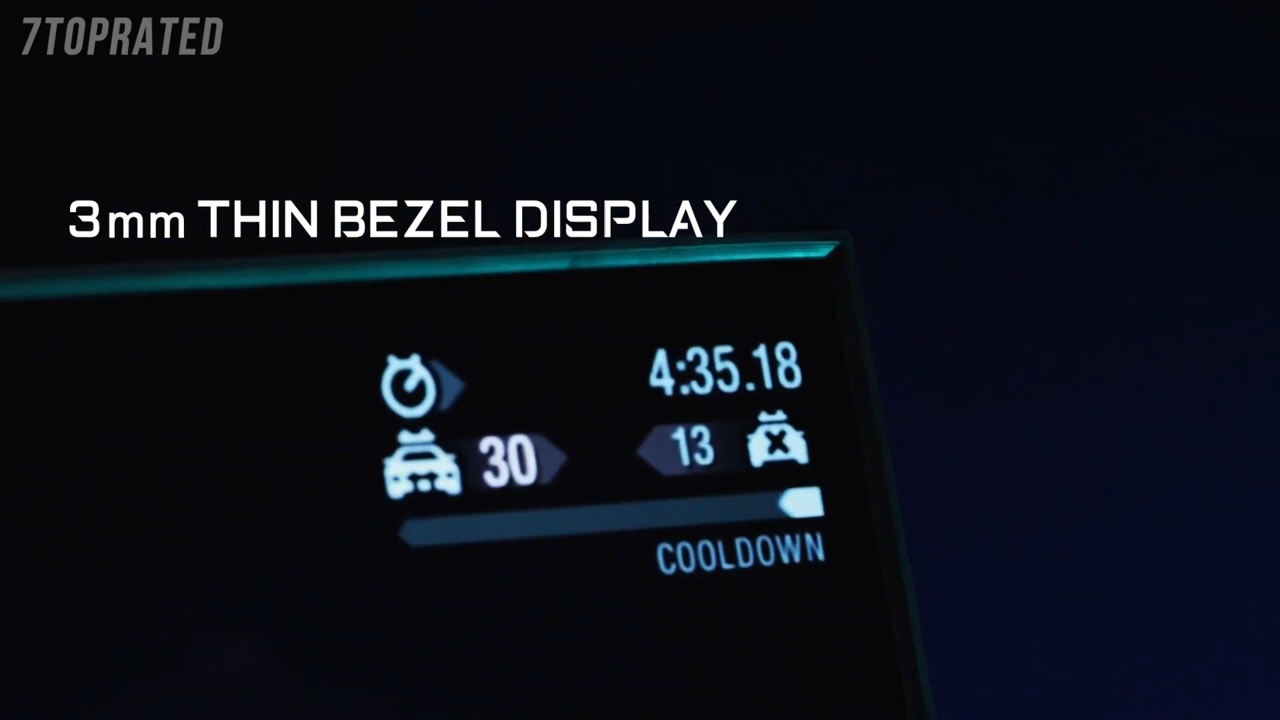 7TOPRATED
3mm THIN BEZEL DISPLAY
4:35.18
30 13
COOLDOWN